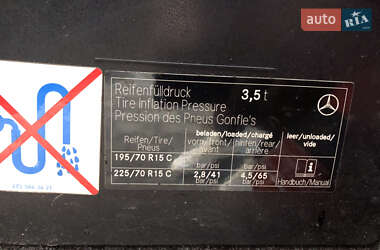 auto RIA
Reifenfülldruck 3,5 t
Tire Inflation Pressure
Pression des Pneus Gonfle's
Reifen/Tire/
Pneus
beladen/loaded/chargé
vorn/front/
avant
hinten/rear/
arrière
leer/unloaded/
vide
bar/psi bar/psi
195/70 R15 C
225/70 R15 C 2,8/41 4,5/65
bar/psi bar/psi
Handbuch/Manual